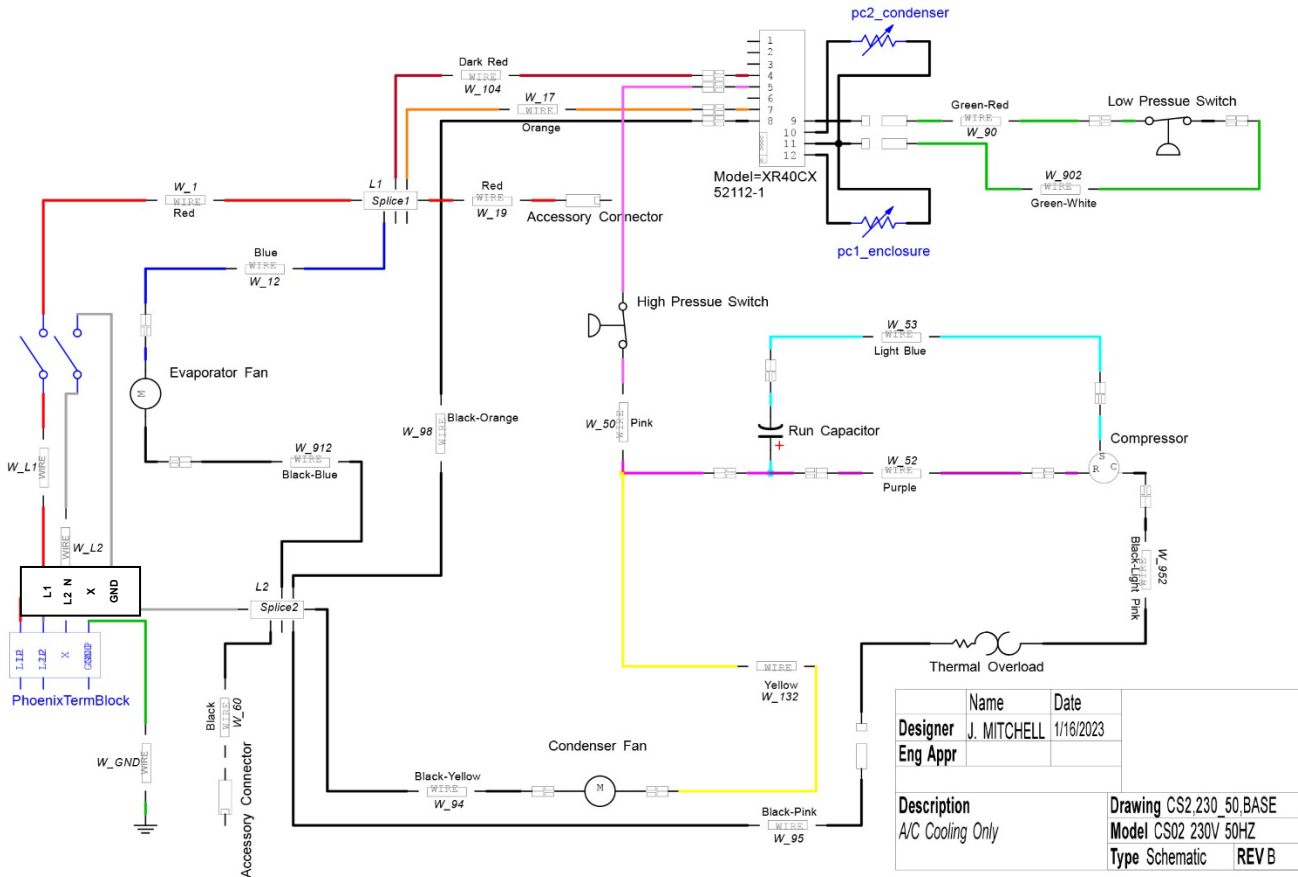 pc2_condenser
1
2
3
4
5
6
7
8
9
10
11
12
Model=XR40CX
52112-1
Dark Red
WIRE
W_104
W_17
WIRE
Orange
Green-Red
WIRE
W_90
Low Pressue Switch
W_902
WIRE
Green-White
pc1_enclosure
W_1
WIRE
Red
L1
Splice1
Red
WIRE
W_19
Accessory Connector
Blue
WIRE
W_12
High Pressue Switch
W_53
WIRE
Light Blue
M
Evaporator Fan
Black-Orange
W_98
WIRE
W_50
WIRE
Pink
Run Capacitor
+
Compressor
S
R
C
W_52
WIRE
Purple
W_L1
WIRE
W_912
WIRE
Black-Blue
WIRE
W_L2
W_952
WIRE
Black-Light Pink
L1
L2 N
X
GND
L2
Splice2
X
PhoenixTermBlock
Thermal Overload
WIRE
Yellow
W_132
Black
WIRE
W_60
Accessory Connector
W_GND
WIRE
Condenser Fan
Black-Yellow
WIRE
W_94
M
Black-Pink
WIRE
W_95
Name Date
Designer J. MITCHELL 1/16/2023
Eng Appr
Description Drawing CS2,230_50,BASE
A/C Cooling Only Model CS02 230V 50HZ
Type Schematic REV B